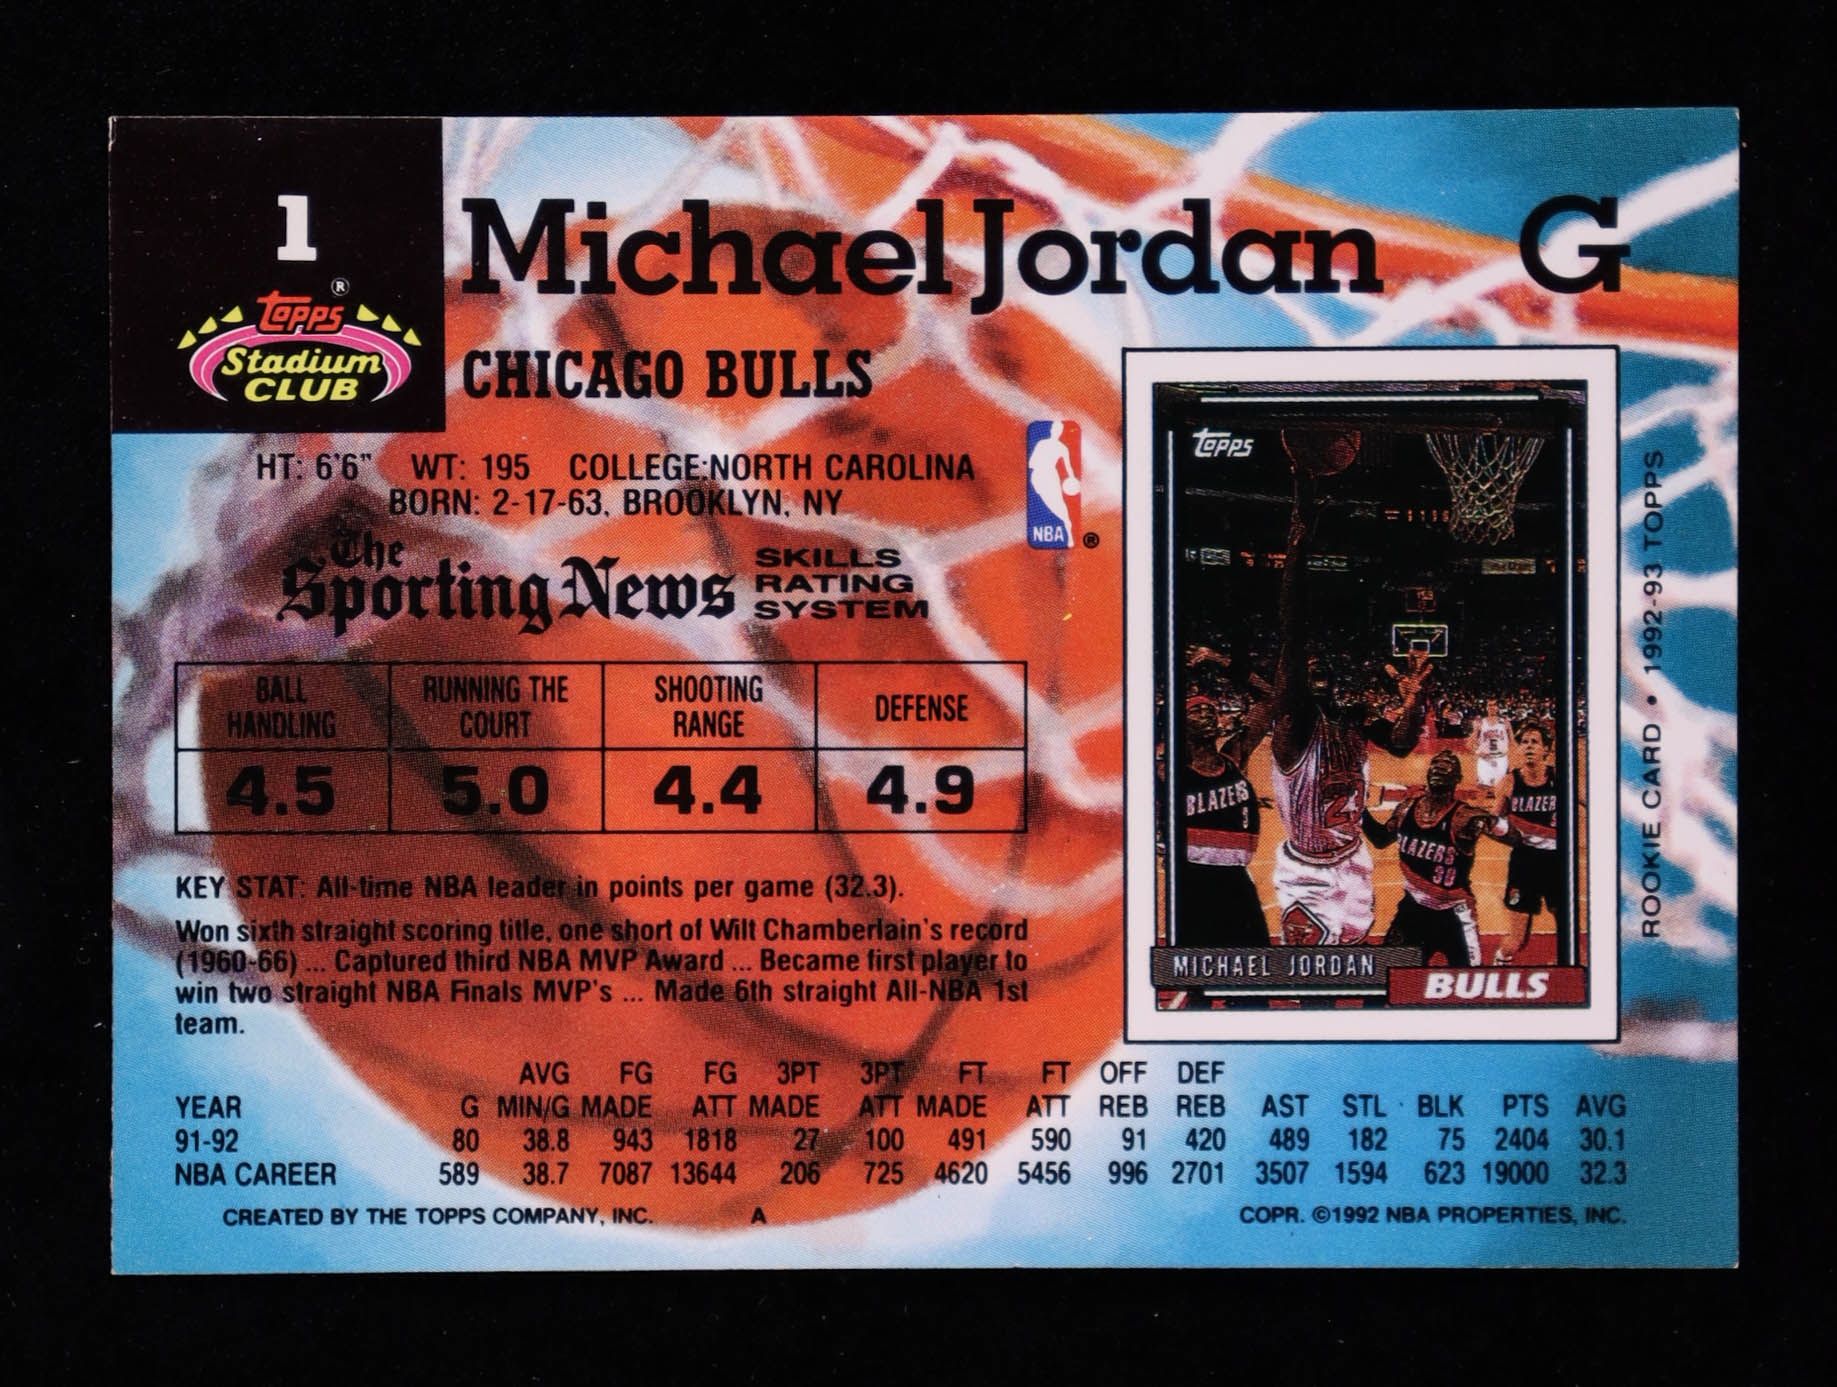 1
Michael Jordan G
Topps®
Stadium
CLUB
CHICAGO BULLS
HT: 6'6" WT: 195 COLLEGE:NORTH CAROLINA
BORN: 2-17-63, BROOKLYN, NY
NBA ®
The
Sporting News
SKILLS
RATING
SYSTEM
BALL HANDLING RUNNING THE COURT SHOOTING RANGE DEFENSE
4.5 5.0 4.4 4.9
KEY STAT: All-time NBA leader in points per game (32.3).
Won sixth straight scoring title, one short of Wilt Chamberlain's record
(1960-66) ... Captured third NBA MVP Award ... Became first player to
win two straight NBA Finals MVP's ... Made 6th straight All-NBA 1st
team.
Topps
BLAZERS
3
BLAZERS
30
BLAZER
MICHAEL JORDAN
BULLS
ROOKIE CARD • 1992-93 TOPPS
AVG FG FG 3PT 3PT FT FT OFF DEF
YEAR G MIN/G MADE ATT MADE ATT MADE ATT REB REB AST STL BLK PTS AVG
91-92 80 38.8 943 1818 27 100 491 590 91 420 489 182 75 2404 30.1
NBA CAREER 589 38.7 7087 13644 206 725 4620 5456 996 2701 3507 1594 623 19000 32.3
CREATED BY THE TOPPS COMPANY, INC. A COPR. ©1992 NBA PROPERTIES, INC.